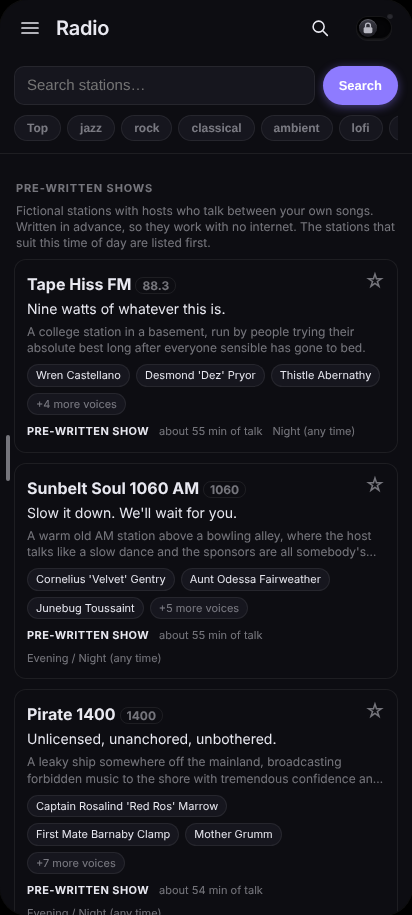 Radio
Search stations…
Search
Top
jazz
rock
classical
ambient
lofi
PRE-WRITTEN SHOWS
Fictional stations with hosts who talk between your own songs.
Written in advance, so they work with no internet. The stations that
suit this time of day are listed first.
Tape Hiss FM 88.3
Nine watts of whatever this is.
A college station in a basement, run by people trying their
absolute best long after everyone sensible has gone to bed.
Wren Castellano Desmond 'Dez' Pryor Thistle Abernathy
+4 more voices
PRE-WRITTEN SHOW about 55 min of talk Night (any time)
Sunbelt Soul 1060 AM 1060
Slow it down. We'll wait for you.
A warm old AM station above a bowling alley, where the host
talks like a slow dance and the sponsors are all somebody's…
Cornelius 'Velvet' Gentry Aunt Odessa Fairweather
Junebug Toussaint +5 more voices
PRE-WRITTEN SHOW about 55 min of talk
Evening / Night (any time)
Pirate 1400 1400
Unlicensed, unanchored, unbothered.
A leaky ship somewhere off the mainland, broadcasting
forbidden music to the shore with tremendous confidence an…
Captain Rosalind 'Red Ros' Marrow
First Mate Barnaby Clamp Mother Grumm
+7 more voices
PRE-WRITTEN SHOW about 54 min of talk
Evening / Night (any time)